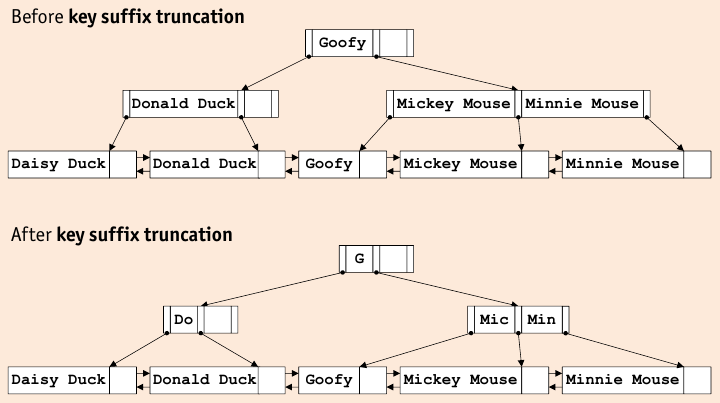 Before key suffix truncation
Goofy
Donald Duck
Mickey Mouse Minnie Mouse
Daisy Duck Donald Duck Goofy Mickey Mouse Minnie Mouse
After key suffix truncation
G
Do
Mic Min
Daisy Duck Donald Duck Goofy Mickey Mouse Minnie Mouse